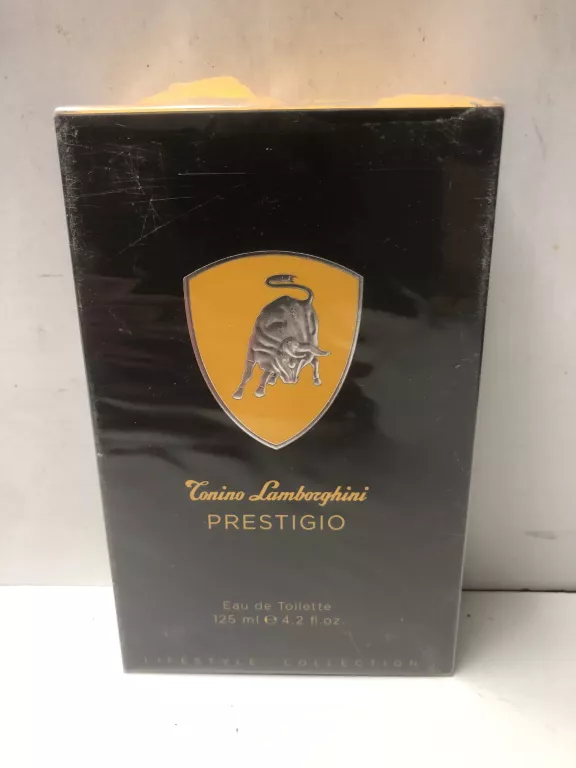 Tonino Lamborghini
PRESTIGIO
Eau de Toilette
125 ml ℮ 4.2 fl.oz
LIFESTYLE COLLECTION